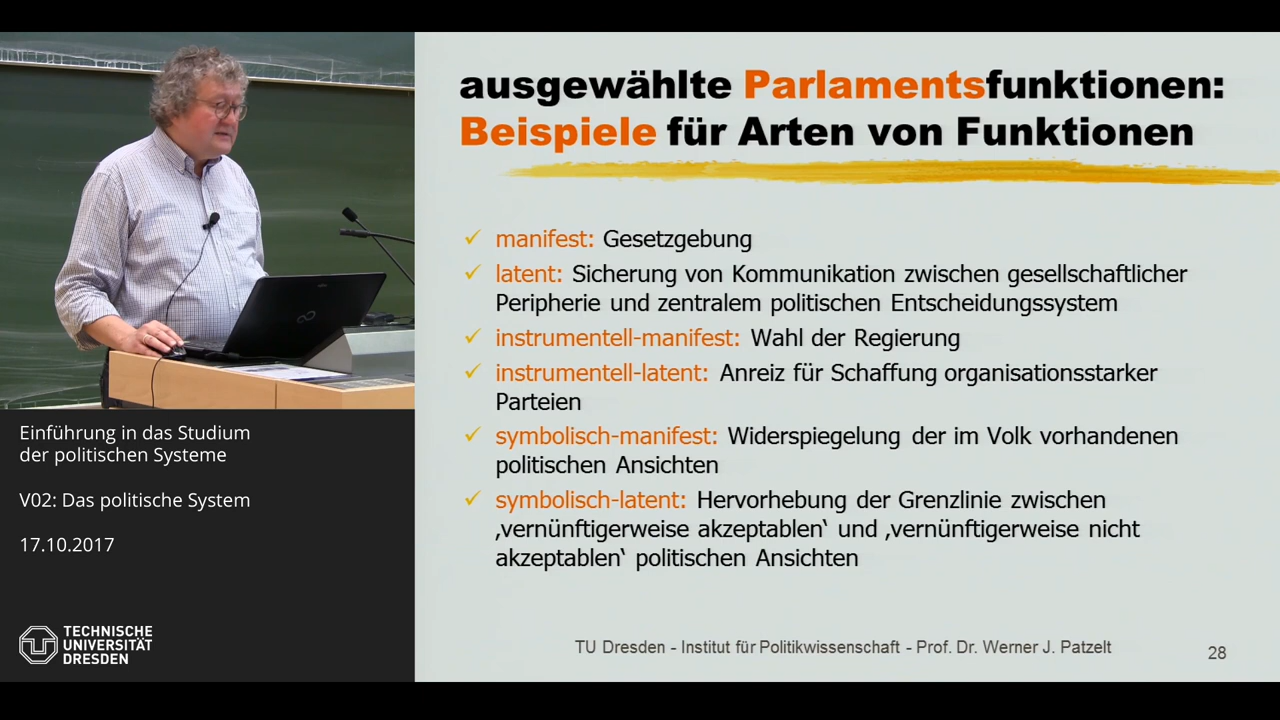 ausgewählte Parlamentsfunktionen:
Beispiele für Arten von Funktionen
✓ manifest: Gesetzgebung
✓ latent: Sicherung von Kommunikation zwischen gesellschaftlicher
Peripherie und zentralem politischen Entscheidungssystem
✓ instrumentell-manifest: Wahl der Regierung
✓ instrumentell-latent: Anreiz für Schaffung organisationsstarker
Parteien
✓ symbolisch-manifest: Widerspiegelung der im Volk vorhandenen
politischen Ansichten
✓ symbolisch-latent: Hervorhebung der Grenzlinie zwischen
‚vernünftigerweise akzeptablen‛ und ‚vernünftigerweise nicht
akzeptablen‛ politischen Ansichten
TU Dresden - Institut für Politikwissenschaft - Prof. Dr. Werner J. Patzelt
28
Einführung in das Studium
der politischen Systeme
V02: Das politische System
17.10.2017
TECHNISCHE
UNIVERSITÄT
DRESDEN